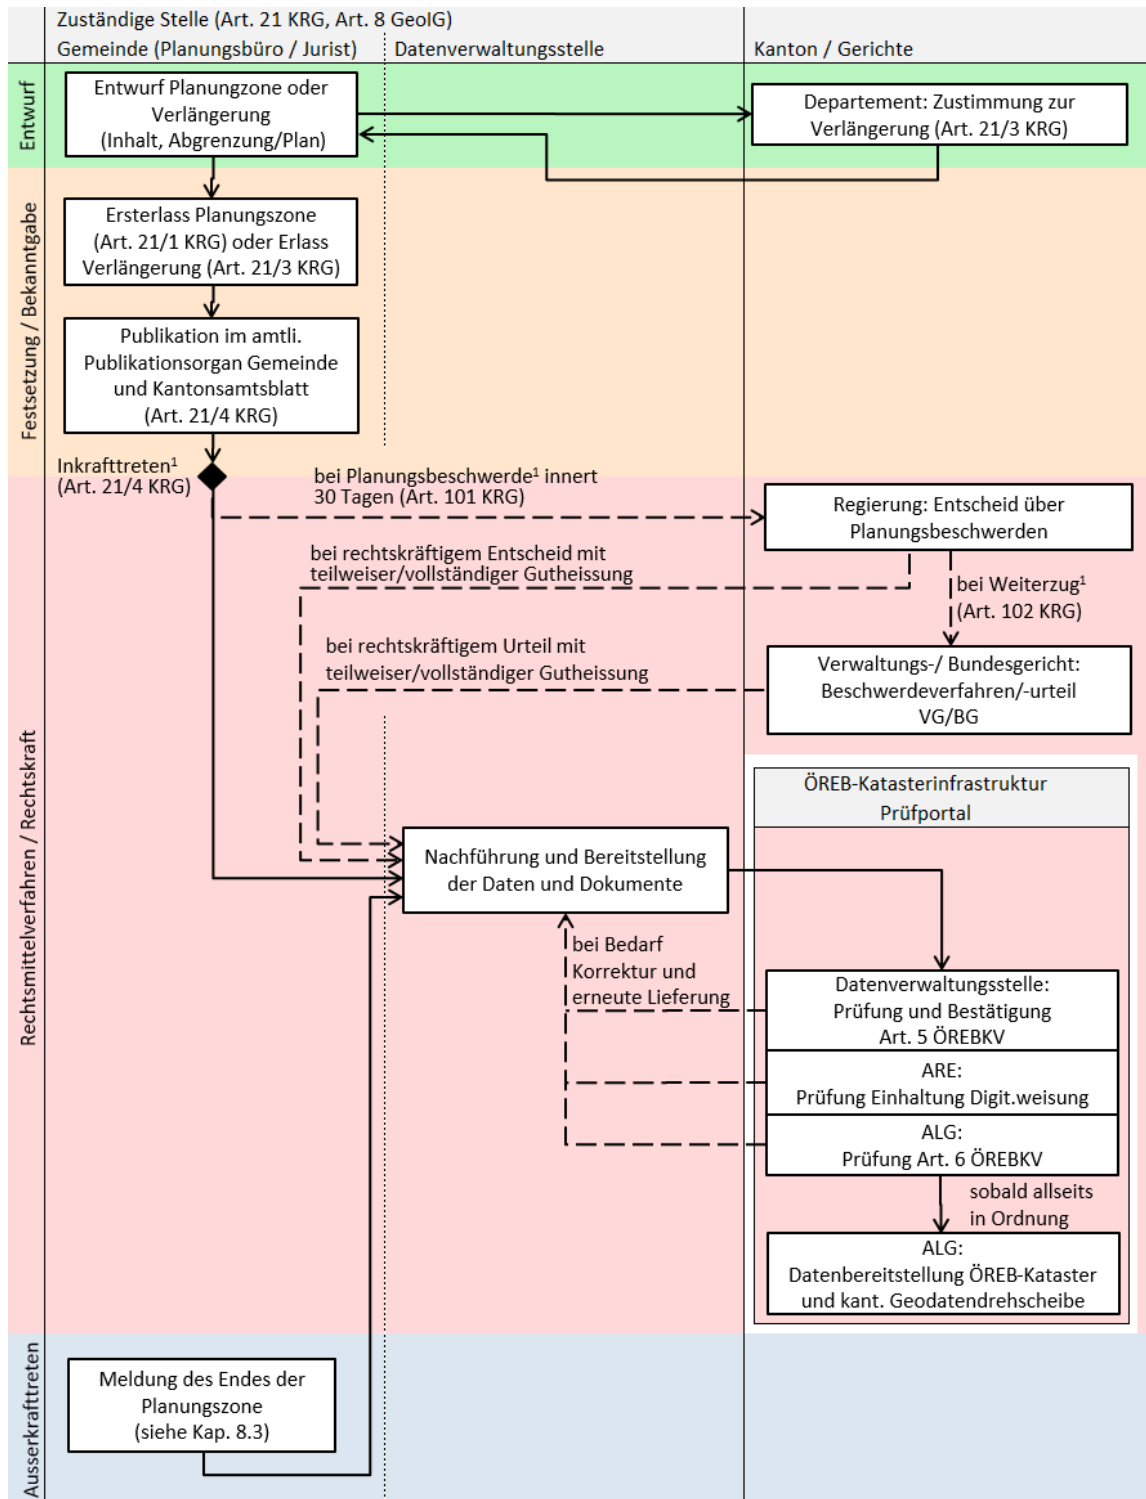 Zuständige Stelle (Art. 21 KRG, Art. 8 GeoIG)
Gemeinde (Planungsbüro / Jurist)
Datenverwaltungsstelle
Kanton / Gerichte
Entwurf
Entwurf Planungzone oder
Verlängerung
(Inhalt, Abgrenzung/Plan)
Departement: Zustimmung zur
Verlängerung (Art. 21/3 KRG)
Festsetzung / Bekanntgabe
Ersterlass Planungszone
(Art. 21/1 KRG) oder Erlass
Verlängerung (Art. 21/3 KRG)
Publikation im amtli.
Publikationsorgan Gemeinde
und Kantonsamtsblatt
(Art. 21/4 KRG)
Inkrafttreten¹
(Art. 21/4 KRG)
Rechtsmittelverfahren / Rechtskraft
bei Planungsbeschwerde¹ innert
30 Tagen (Art. 101 KRG)
Regierung: Entscheid über
Planungsbeschwerden
bei rechtskräftigem Entscheid mit
teilweiser/vollständiger Gutheissung
bei Weiterzug¹
(Art. 102 KRG)
bei rechtskräftigem Urteil mit
teilweiser/vollständiger Gutheissung
Verwaltungs-/ Bundesgericht:
Beschwerdeverfahren/-urteil
VG/BG
ÖREB-Katasterinfrastruktur
Prüfportal
Nachführung und Bereitstellung
der Daten und Dokumente
bei Bedarf
Korrektur und
erneute Lieferung
Datenverwaltungsstelle:
Prüfung und Bestätigung
Art. 5 ÖREBKV
ARE:
Prüfung Einhaltung Digit.weisung
ALG:
Prüfung Art. 6 ÖREBKV
sobald allseits
in Ordnung
ALG:
Datenbereitstellung ÖREB-Kataster
und kant. Geodatendrehscheibe
Ausserkrafttreten
Meldung des Endes der
Planungszone
(siehe Kap. 8.3)